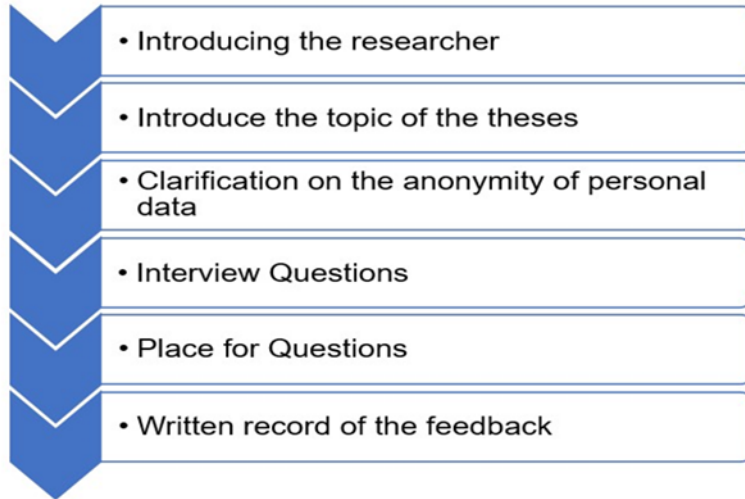 • Introducing the researcher
• Introduce the topic of the theses
• Clarification on the anonymity of personal
data
• Interview Questions
• Place for Questions
• Written record of the feedback